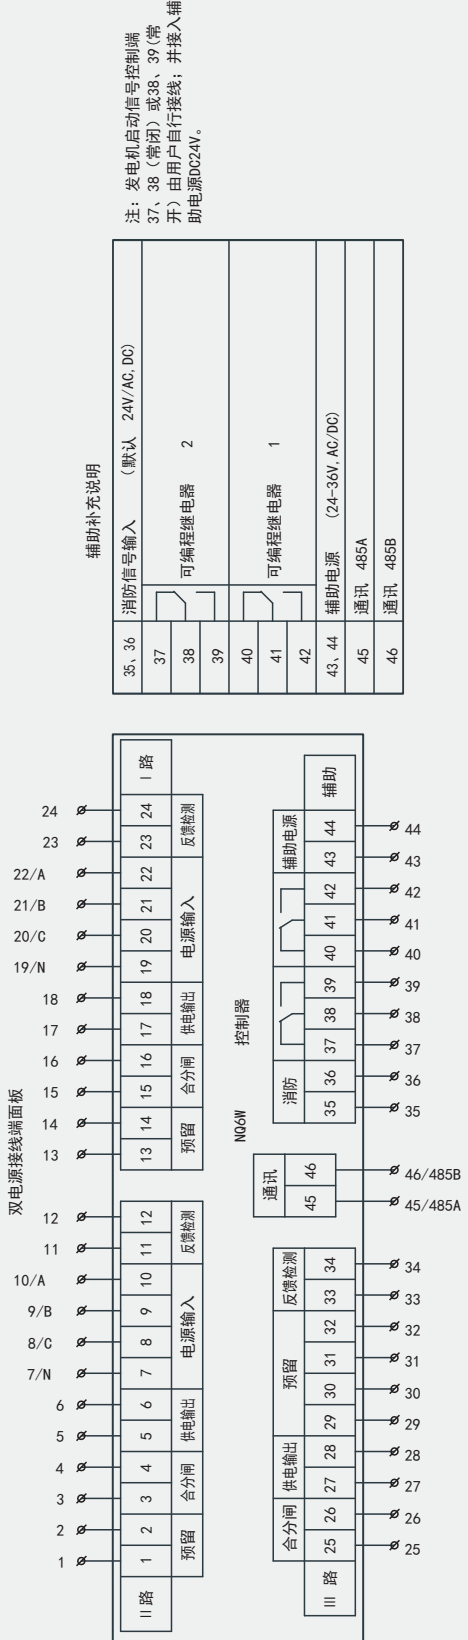 注：发电机启动信号控制端
37、38（常闭）或38、39(常
开）由用户自行接线；并接入辅
助电源DC24V。
辅助补充说明
35、36 消防信号输入 （默认 24V/AC,DC)
37
38 可编程继电器 2
39
40
41 可编程继电器 1
42
43、44 辅助电源 (24-36V,AC/DC)
45 通讯 485A
46 通讯 485B
双电源接线端面板
1 2 3 4 5 6 7/N 8/C 9/B 10/A 11 12 13 14 15 16 17 18 19/N 20/C 21/B 22/A 23 24
II路 1 2 3 4 5 6 7 8 9 10 11 12
预留 合分闸 供电输出 电源输入 反馈检测
13 14 15 16 17 18 19 20 21 22 23 24 I 路
预留 合分闸 供电输出 电源输入 反馈检测
NQ6W 控制器
合分闸 供电输出 预留 反馈检测
III 路 25 26 27 28 29 30 31 32 33 34
通讯
45 46
消防 辅助电源
35 36 37 38 39 40 41 42 43 44 辅助
25 26 27 28 29 30 31 32 33 34 45/485A 46/485B 35 36 37 38 39 40 41 42 43 44